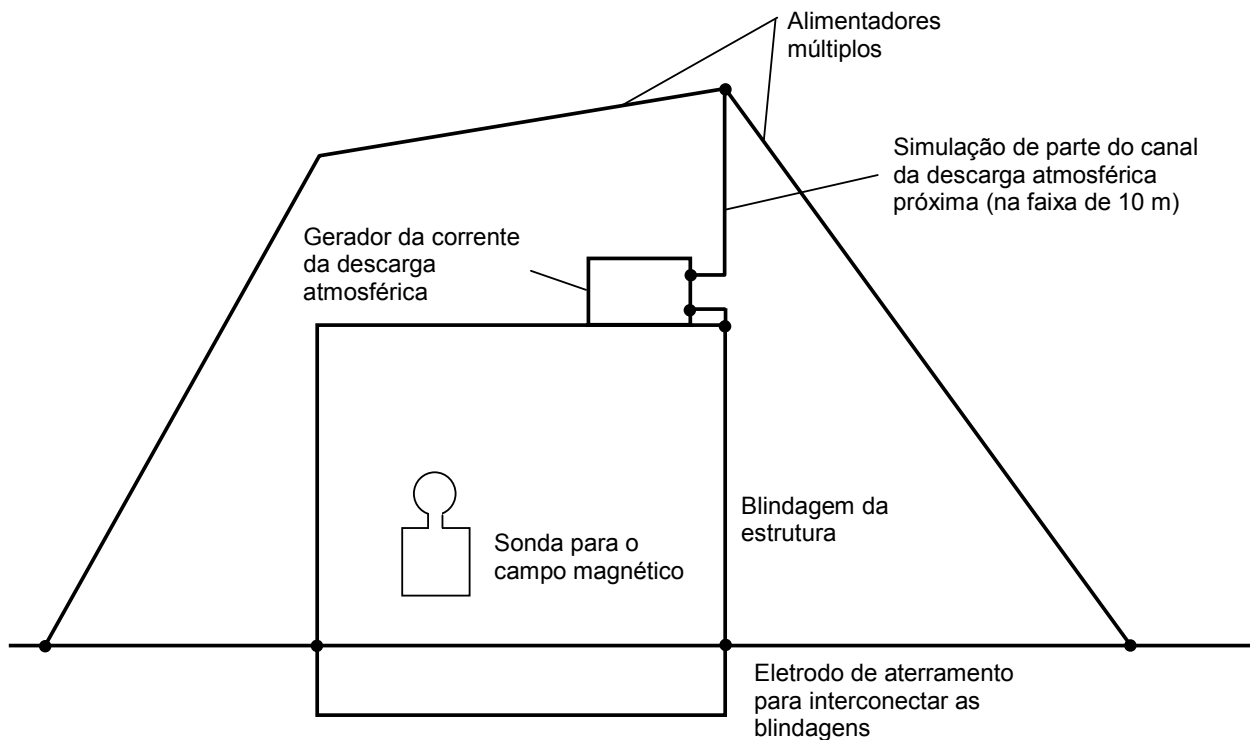 Alimentadores
múltiplos
Simulação de parte do canal
da descarga atmosférica
próxima (na faixa de 10 m)
Gerador da corrente
da descarga
atmosférica
Blindagem da
estrutura
Sonda para o
campo magnético
Eletrodo de aterramento
para interconectar as
blindagens